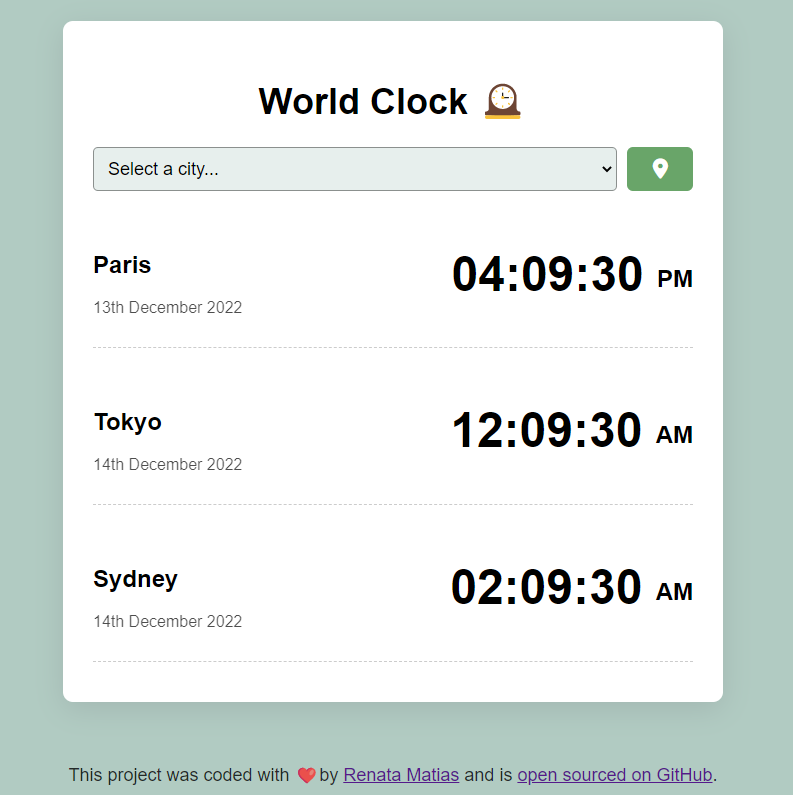 World Clock
Select a city...
Paris
04:09:30 PM
13th December 2022
Tokyo
12:09:30 AM
14th December 2022
Sydney
02:09:30 AM
14th December 2022
This project was coded with ❤️ by Renata Matias and is open sourced on GitHub.